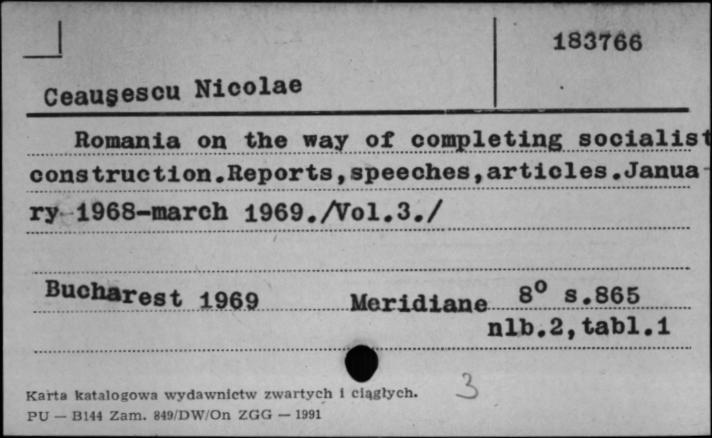 183766
Ceauşescu Nicolae
Romania on the way of completing socialist
construction.Reports,speeches,articles.Janua-
ry 1968-march 1969./Vol.3./
Bucharest 1969 Meridiane 8° s.865
nlb.2,tabl.1
3
Karta katalogowa wydawnictw zwartych i ciągłych.
PU — B144 Zam. 849/DW/On ZGG — 1991